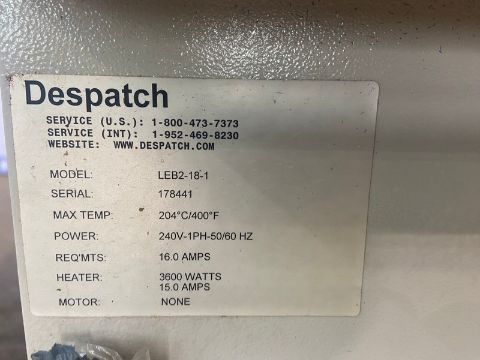 Despatch
SERVICE (U.S.): 1-800-473-7373
SERVICE (INT): 1-952-469-8230
WEBSITE: WWW.DESPATCH.COM
MODEL: LEB2-18-1
SERIAL: 178441
MAX TEMP: 204°C/400°F
POWER: 240V-1PH-50/60 HZ
REQ'MTS: 16.0 AMPS
HEATER: 3600 WATTS
15.0 AMPS
MOTOR: NONE